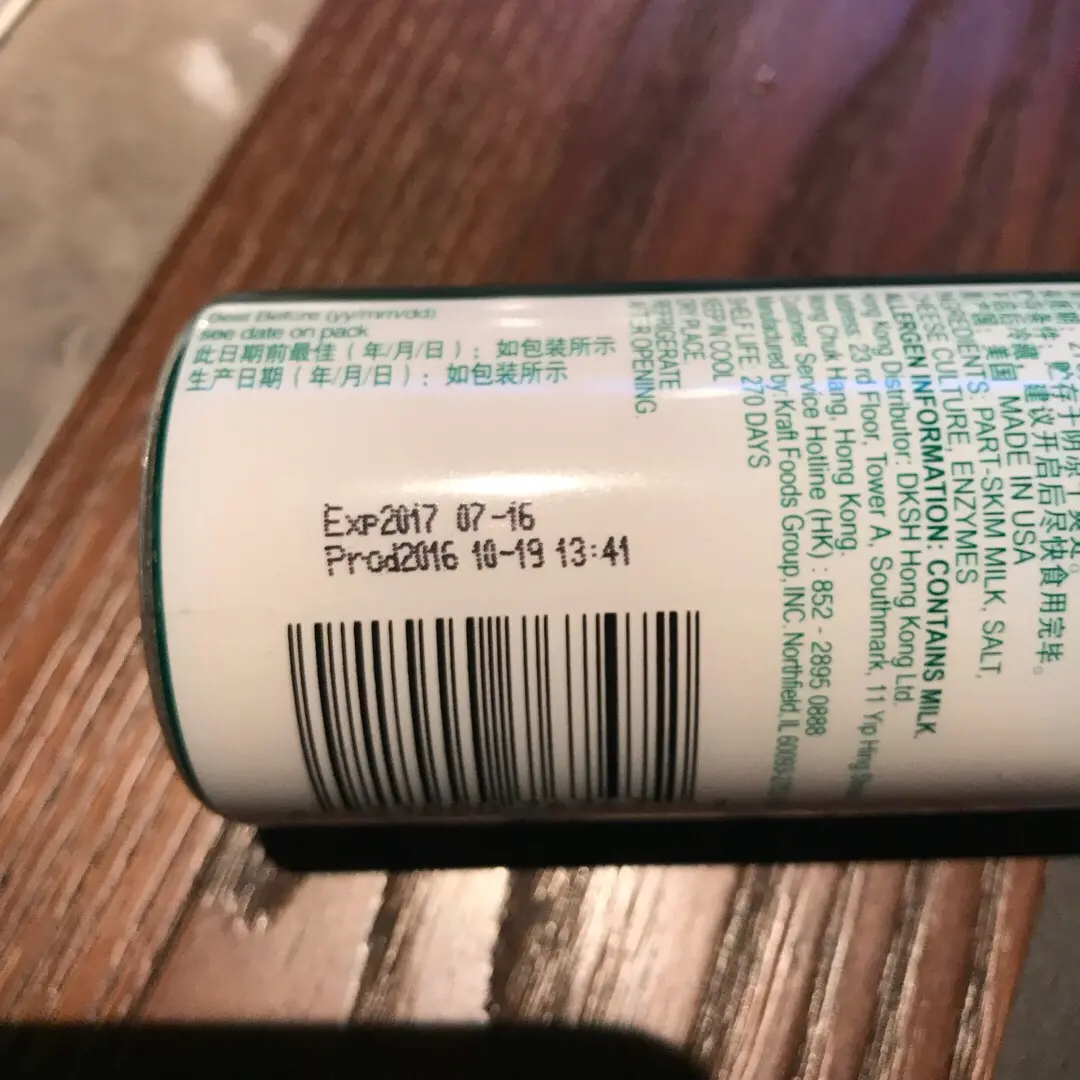 Best Before (yy/mm/dd)
see date on pack
此日期前最佳（年/月/日）: 如包装所示
生产日期（年/月/日）: 如包装所示
Exp2017 07-16
Prod2016 10-19 13:41
建议开启后尽快食用完毕。
美国 MADE IN USA
INGREDIENTS: PART-SKIM MILK, SALT,
CHEESE CULTURE, ENZYMES
ALLERGEN INFORMATION: CONTAINS MILK.
Hong Kong Distributor: DKSH Hong Kong Ltd.
Address: 23rd Floor, Tower A, Southmark, 11 Yip Hing
Wong Chuk Hang, Hong Kong.
Customer Service Hotline (HK) : 852 - 2895 0888
Manufactured by Kraft Foods Group, INC. Northfield, IL
SHELF LIFE: 270 DAYS
KEEP IN COOL
DRY PLACE.
REFRIGERATE
AFTER OPENING.